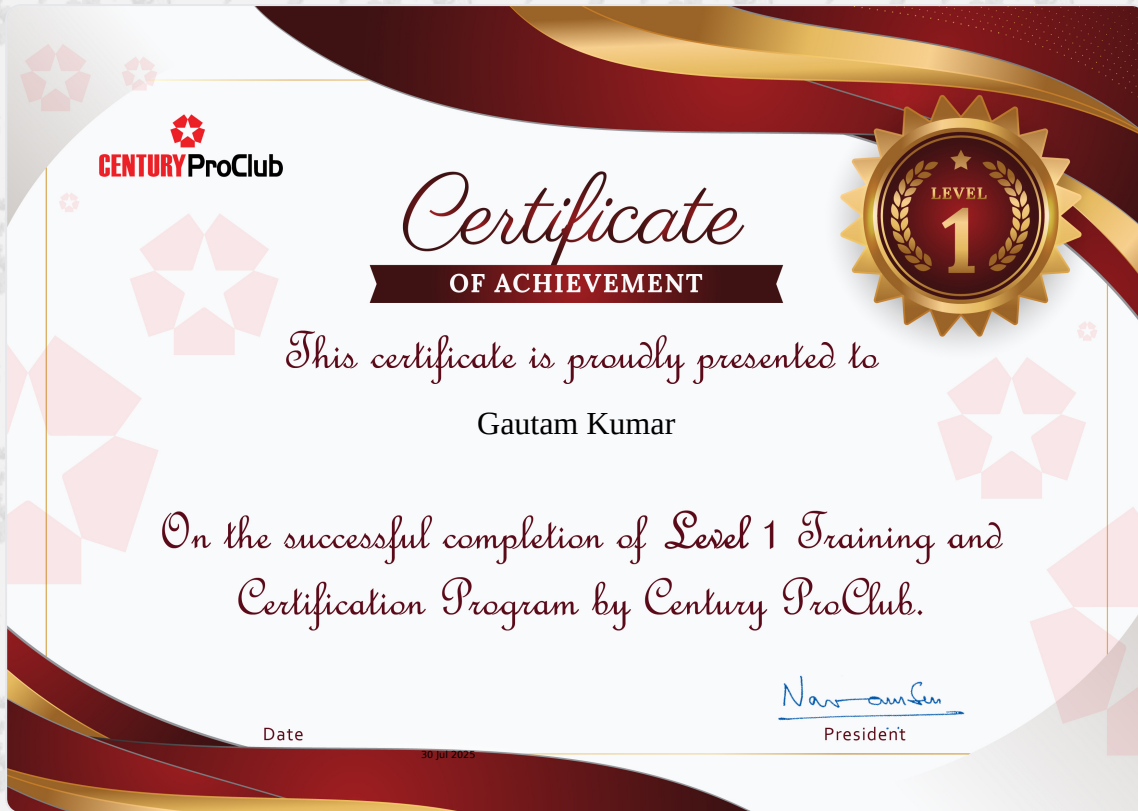 CENTURY ProClub
LEVEL
1
Certificate
OF ACHIEVEMENT
This certificate is proudly presented to
Gautam Kumar
On the successful completion of Level 1 Training and
Certification Program by Century ProClub.
Date
President
30 Jul 2025